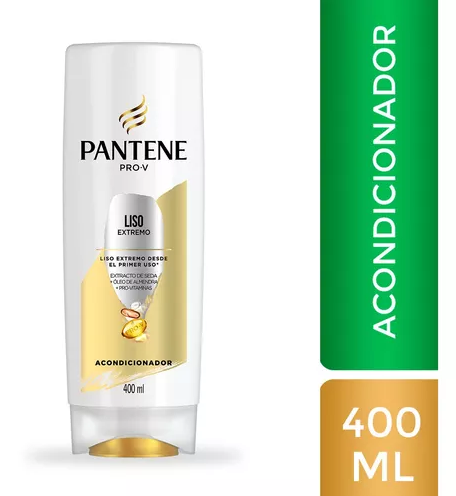 PANTENE
PRO-V
LISO
EXTREMO
LISO EXTREMO DESDE
EL PRIMER USO*
EXTRACTO DE SEDA
+ ÓLEO DE ALMENDRA
+ PRO-VITAMINAS
ACONDICIONADOR
400 ml
ACONDICIONADOR
400
ML